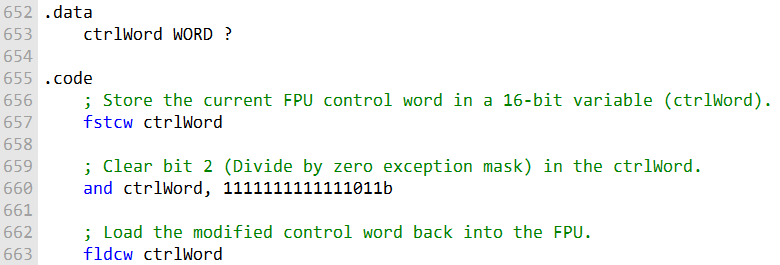 652 .data
653     ctrlWord WORD ?
654
655 .code
656     ; Store the current FPU control word in a 16-bit variable (ctrlWord).
657     fstcw ctrlWord
658
659     ; Clear bit 2 (Divide by zero exception mask) in the ctrlWord.
660     and ctrlWord, 1111111111111011b
661
662     ; Load the modified control word back into the FPU.
663     fldcw ctrlWord